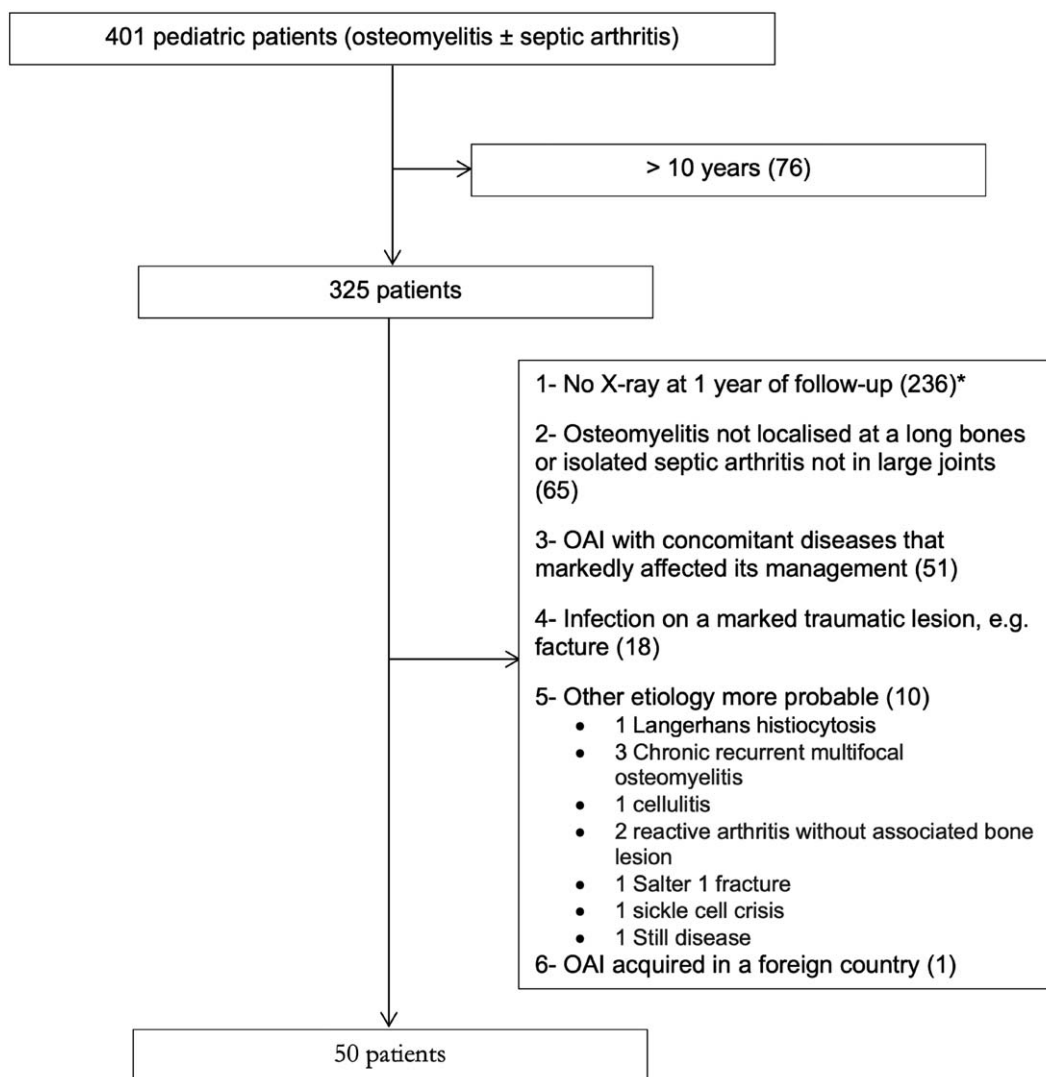 401 pediatric patients (osteomyelitis ± septic arthritis)
> 10 years (76)
325 patients
1- No X-ray at 1 year of follow-up (236)*
2- Osteomyelitis not localised at a long bones
or isolated septic arthritis not in large joints
(65)
3- OAI with concomitant diseases that
markedly affected its management (51)
4- Infection on a marked traumatic lesion, e.g.
facture (18)
5- Other etiology more probable (10)
• 1 Langerhans histiocytosis
• 3 Chronic recurrent multifocal
osteomyelitis
• 1 cellulitis
• 2 reactive arthritis without associated bone
lesion
• 1 Salter 1 fracture
• 1 sickle cell crisis
• 1 Still disease
6- OAI acquired in a foreign country (1)
50 patients